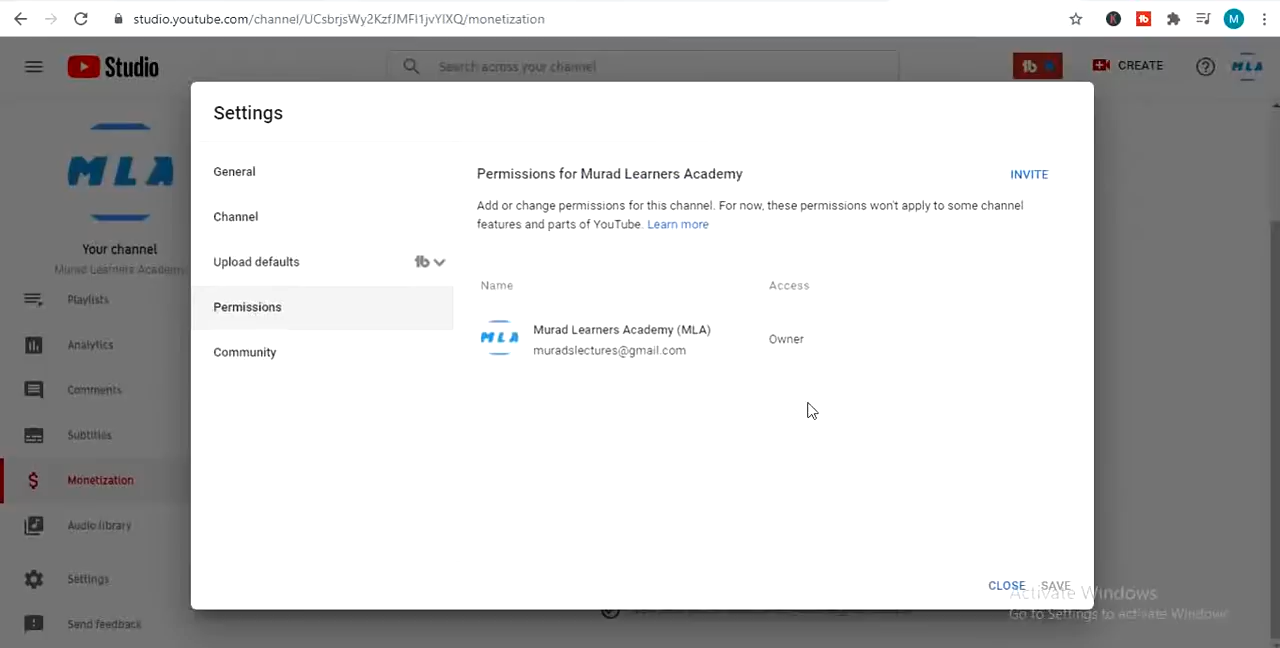 studio.youtube.com/channel/UCsbrjsWy2KzfJMFI1jvYIXQ/monetization
M
Studio
Search across your channel
CREATE
MLA
Settings
MLA
General
Permissions for Murad Learners Academy
INVITE
Channel
Add or change permissions for this channel. For now, these permissions won't apply to some channel
features and parts of YouTube. Learn more
Your channel
Murad Learners Academy
Upload defaults
Name
Access
Playlists
Permissions
MLA
Murad Learners Academy (MLA)
muradslectures@gmail.com
Owner
Analytics
Community
Comments
Subtitles
Monetization
Audio library
Settings
CLOSE
SAVE
Activate Windows
Go to Settings to activate Windows.
Send feedback